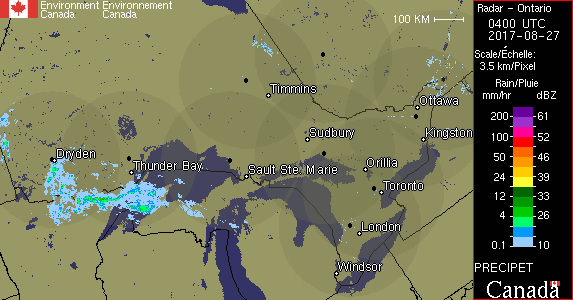 Environment Environnement
Canada Canada
100 KM
Timmins
Ottawa
Sudbury
Kingston
Dryden
Thunder Bay
Sault Ste. Marie
Orillia
Toronto
London
Windsor
Radar - Ontario
0400 UTC
2017-08-27
Scale/Échelle:
3.5 km/Pixel
Rain/Pluie
mm/hr dBZ
200 61
100 52
50 46
24 39
12 33
4 26
2 20
0.1 10
PRECIPET
Canada